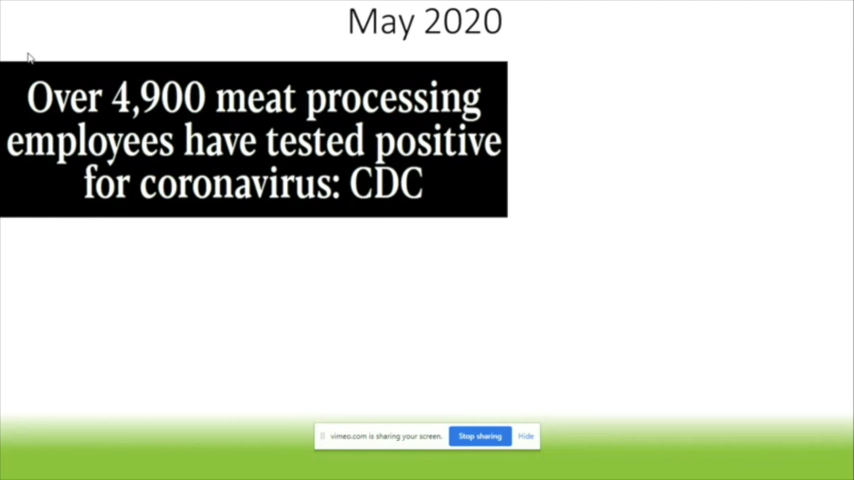 May 2020
Over 4,900 meat processing
employees have tested positive
for coronavirus: CDC
vimeo.com is sharing your screen. Stop sharing Hide